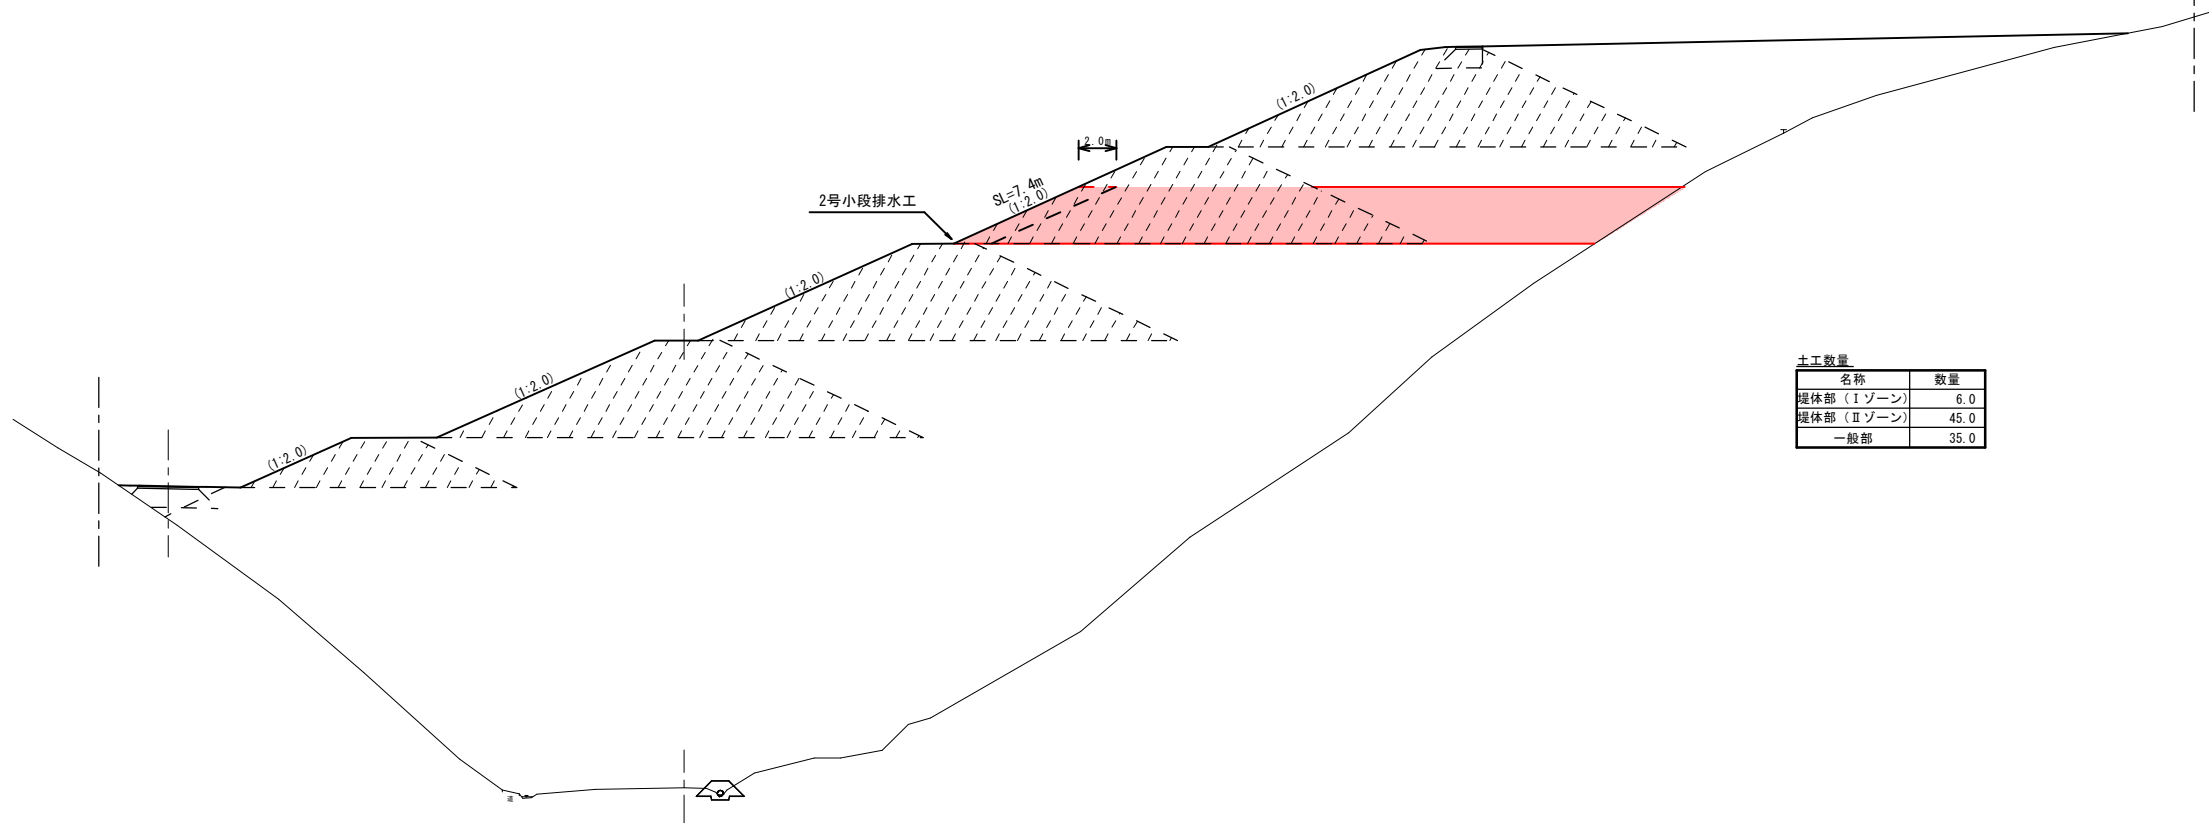 (1:2.0)
2.0m
SL=7.4m
(1:2.0)
2号小段排水工
(1:2.0)
(1:2.0)
(1:2.0)
土工数量
名称 数量
堤体部（Ⅰゾーン） 6.0
堤体部（Ⅱゾーン） 45.0
一般部 35.0
道